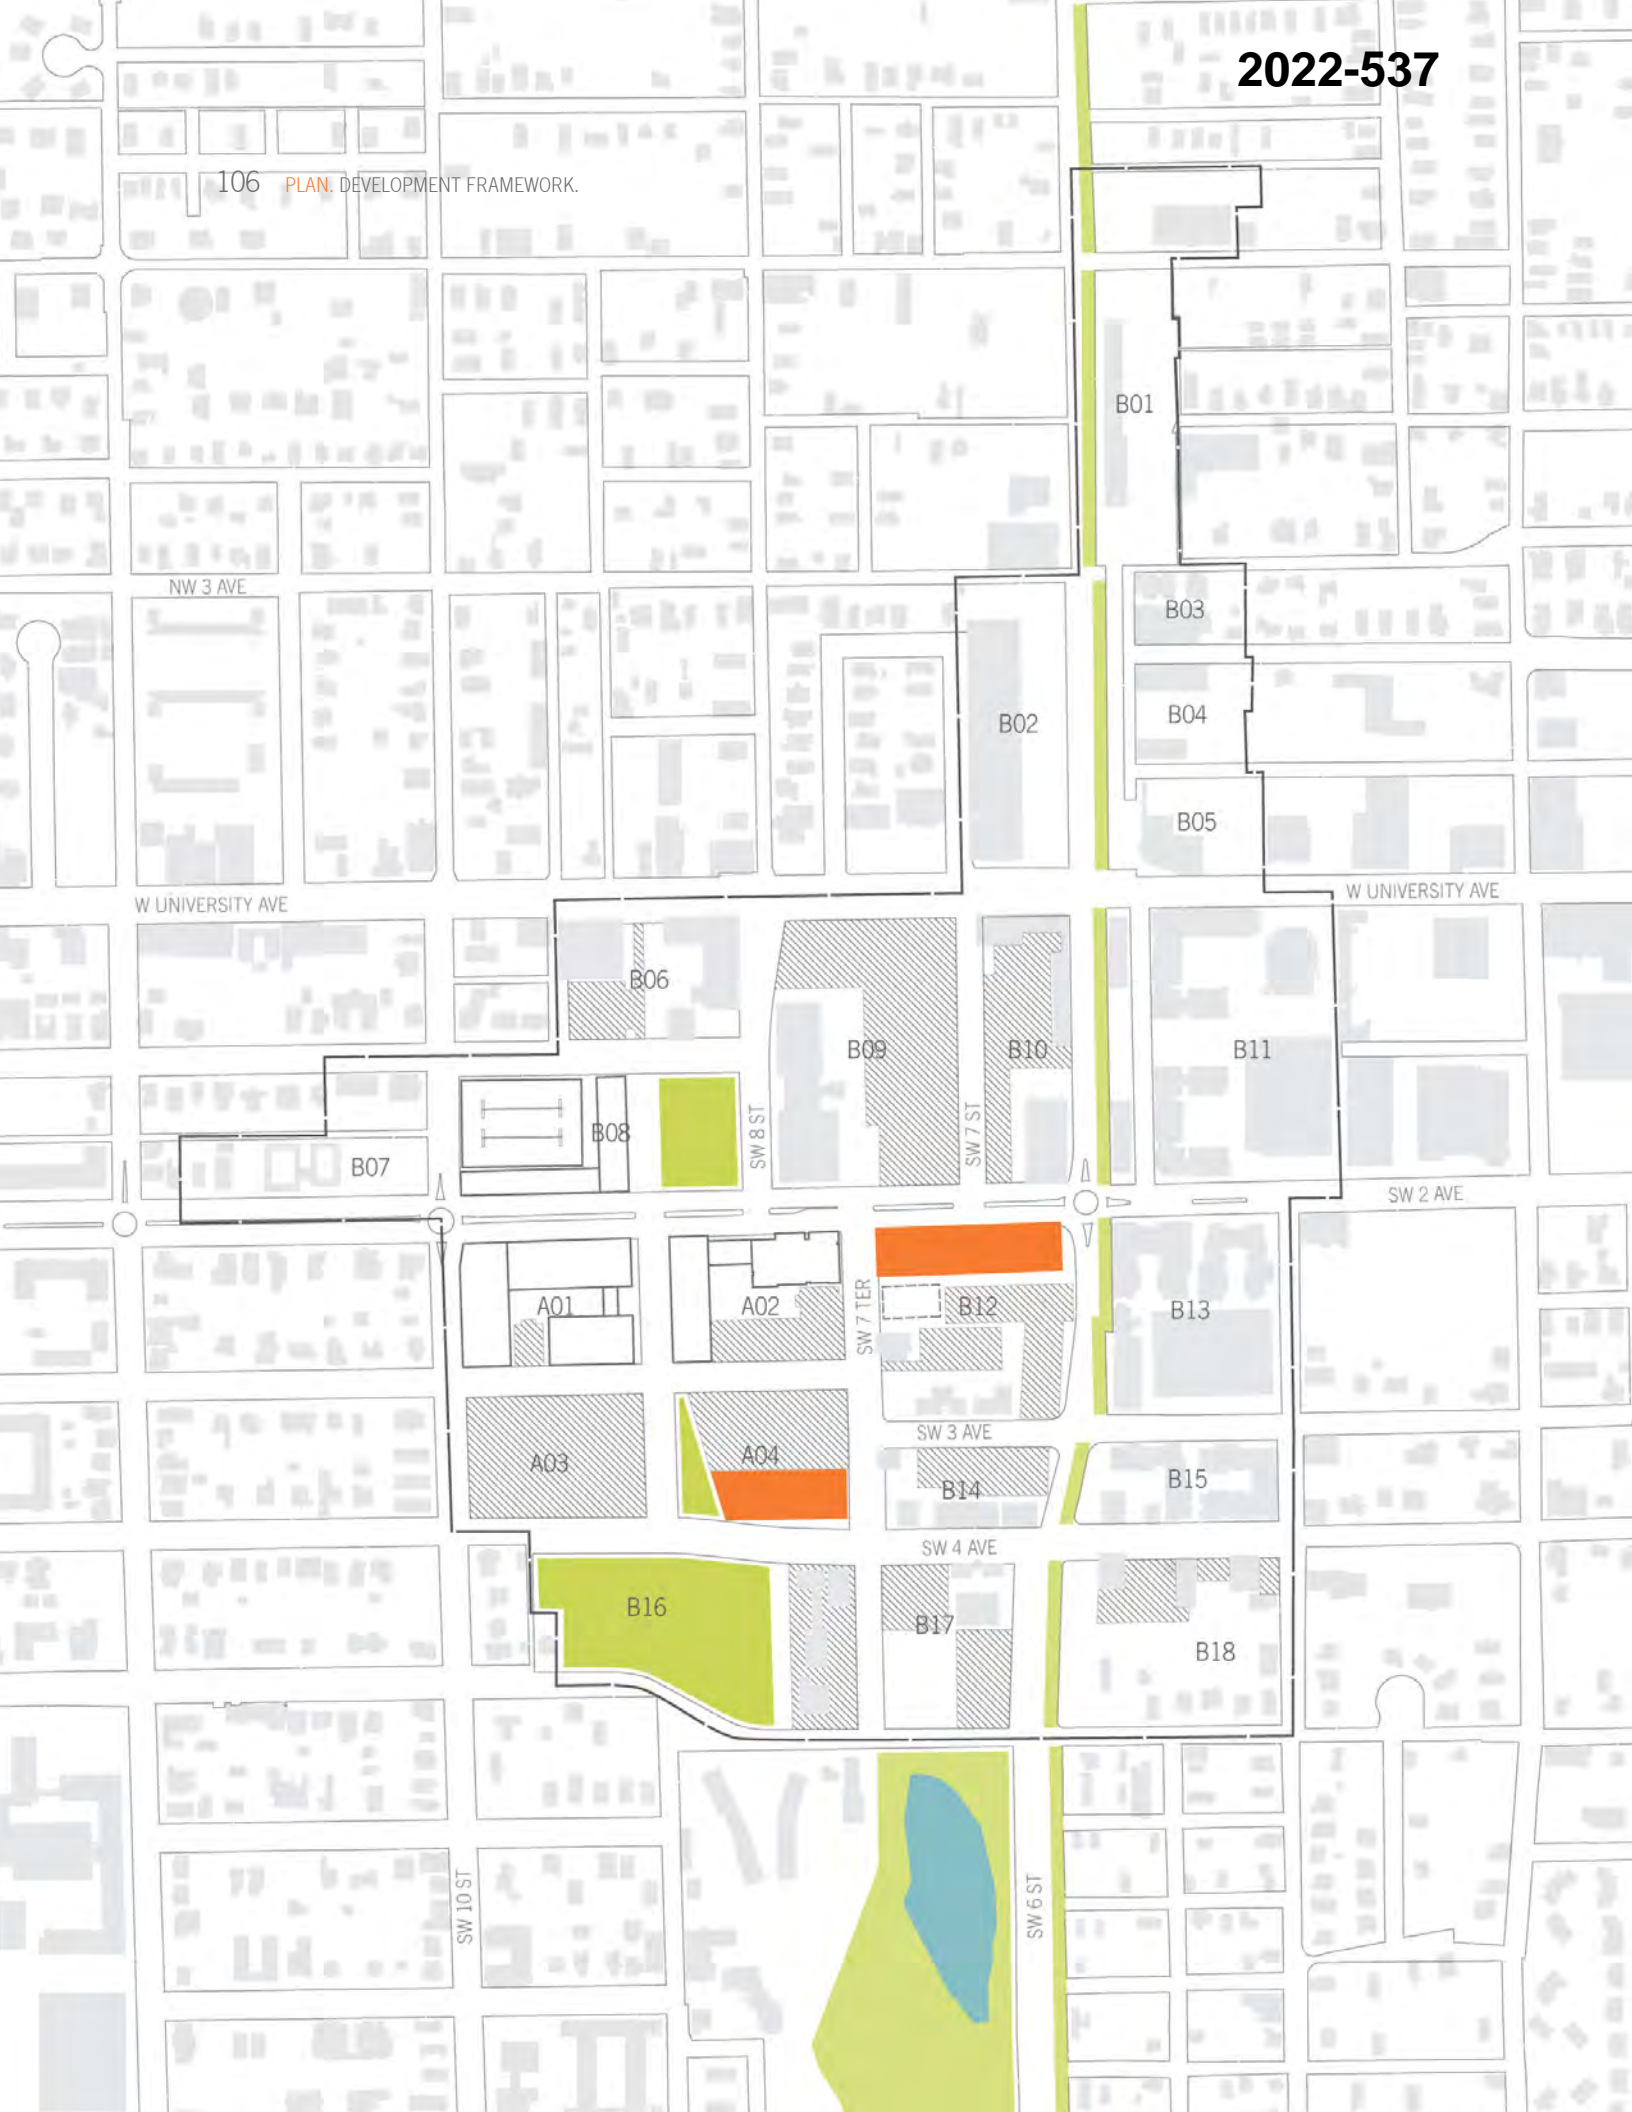 2022-537
106 PLAN. DEVELOPMENT FRAMEWORK.
B01
NW 3 AVE
B03
B02
B04
B05
W UNIVERSITY AVE
W UNIVERSITY AVE
B06
B09
B10
B11
SW 8 ST
SW 7 ST
B08
B07
SW 2 AVE
A01
A02
SW 7 TER
B12
B13
SW 3 AVE
A03
A04
B14
B15
SW 4 AVE
B16
B17
B18
SW 10 ST
SW 6 ST